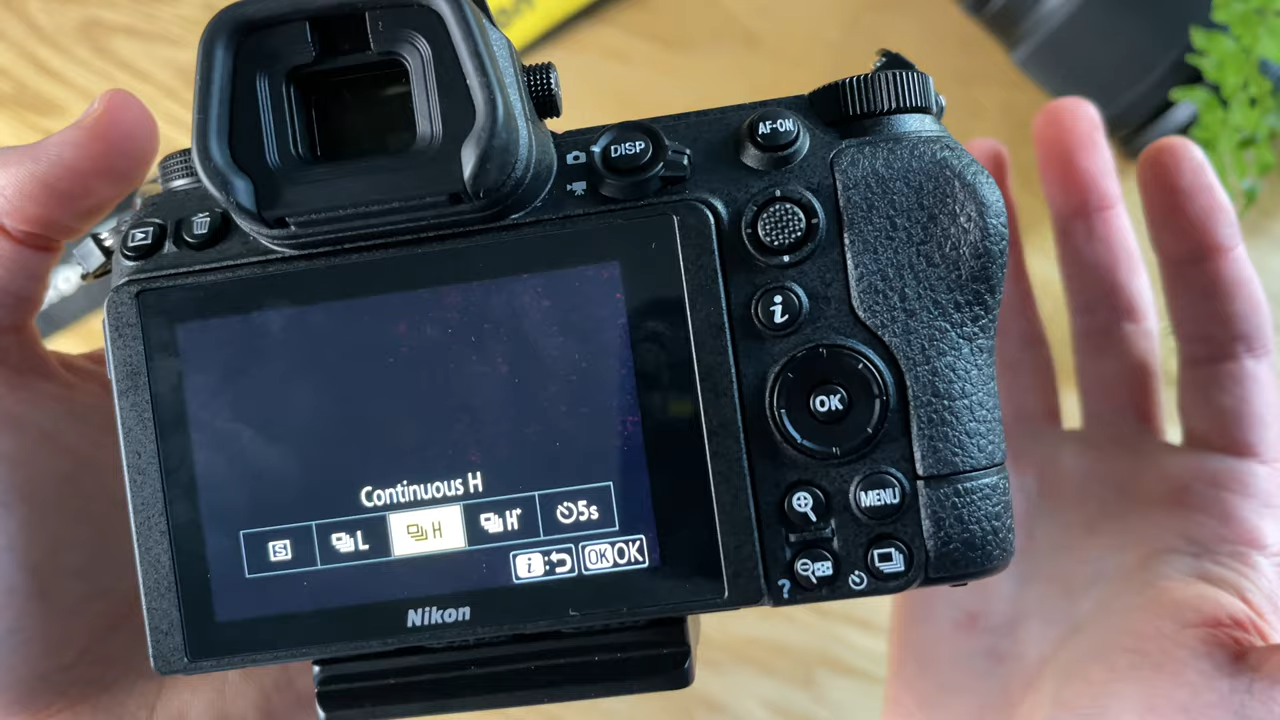 DISP
AF-ON
i
OK
Continuous H
S L H H+ 5s
i: OK OK
MENU
?
Nikon